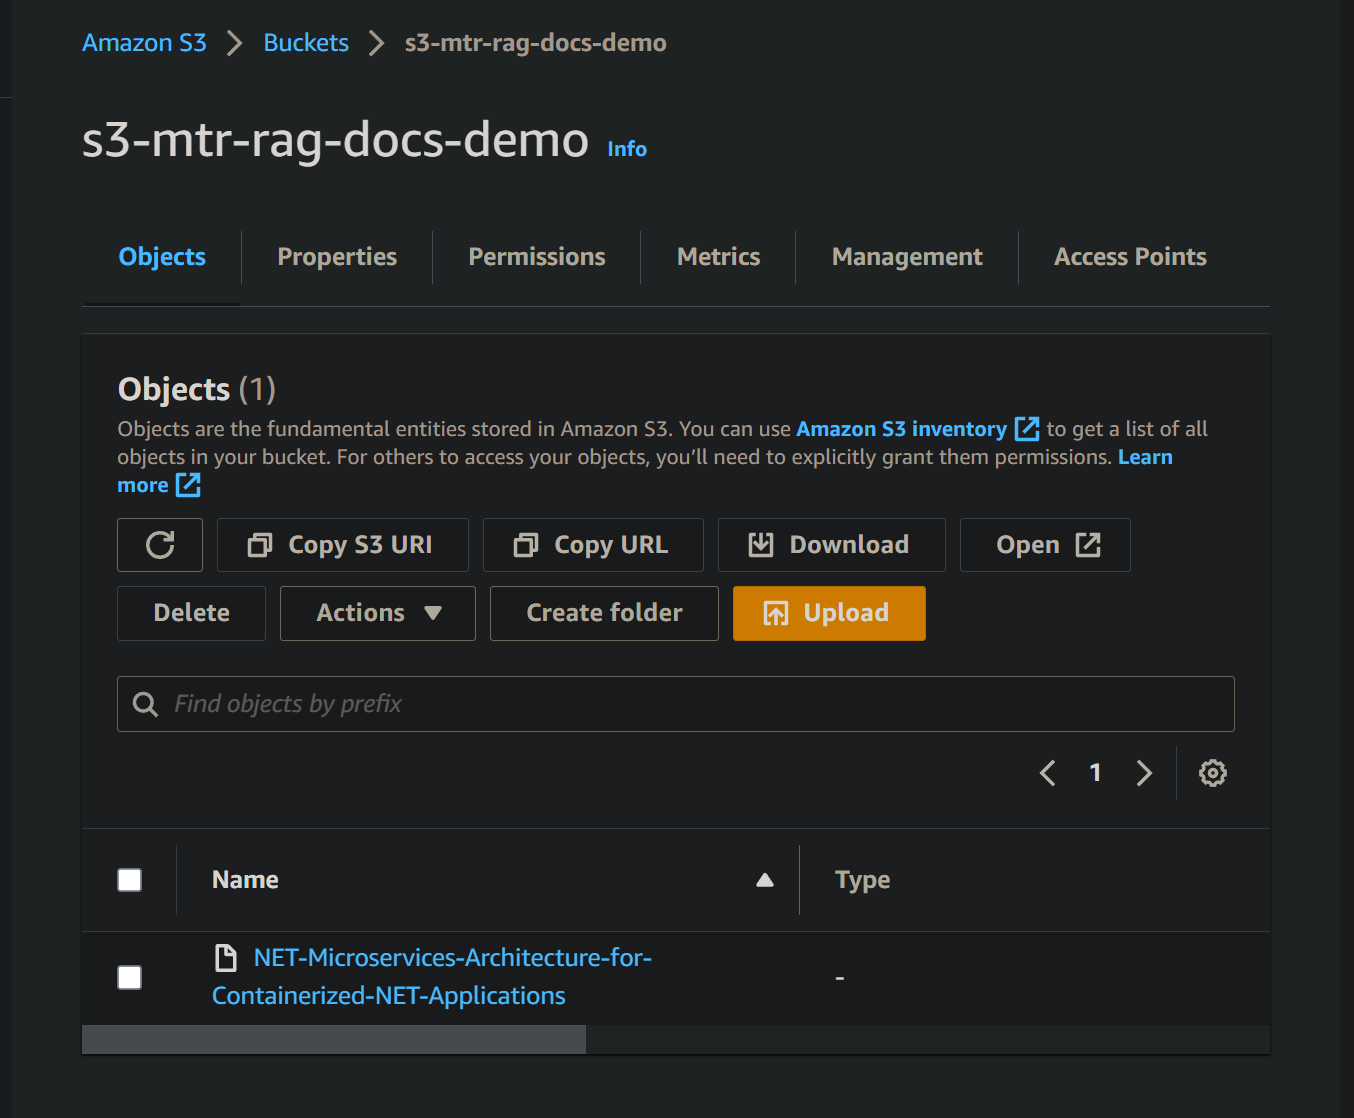 Amazon S3 > Buckets > s3-mtr-rag-docs-demo
s3-mtr-rag-docs-demo Info
Objects Properties Permissions Metrics Management Access Points
Objects (1)
Objects are the fundamental entities stored in Amazon S3. You can use Amazon S3 inventory to get a list of all
objects in your bucket. For others to access your objects, you’ll need to explicitly grant them permissions. Learn
more
Copy S3 URI Copy URL Download Open
Delete Actions Create folder Upload
Find objects by prefix
1
Name Type
NET-Microservices-Architecture-for-
Containerized-NET-Applications
-